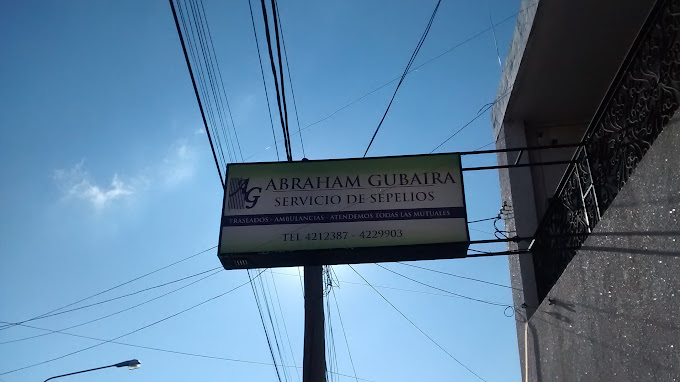 AG
ABRAHAM GUBAIRA
SERVICIO DE SEPELIOS
TRASLADOS - AMBULANCIAS - ATENDEMOS TODAS LAS MUTUALES
TEL 4212387 - 4229903